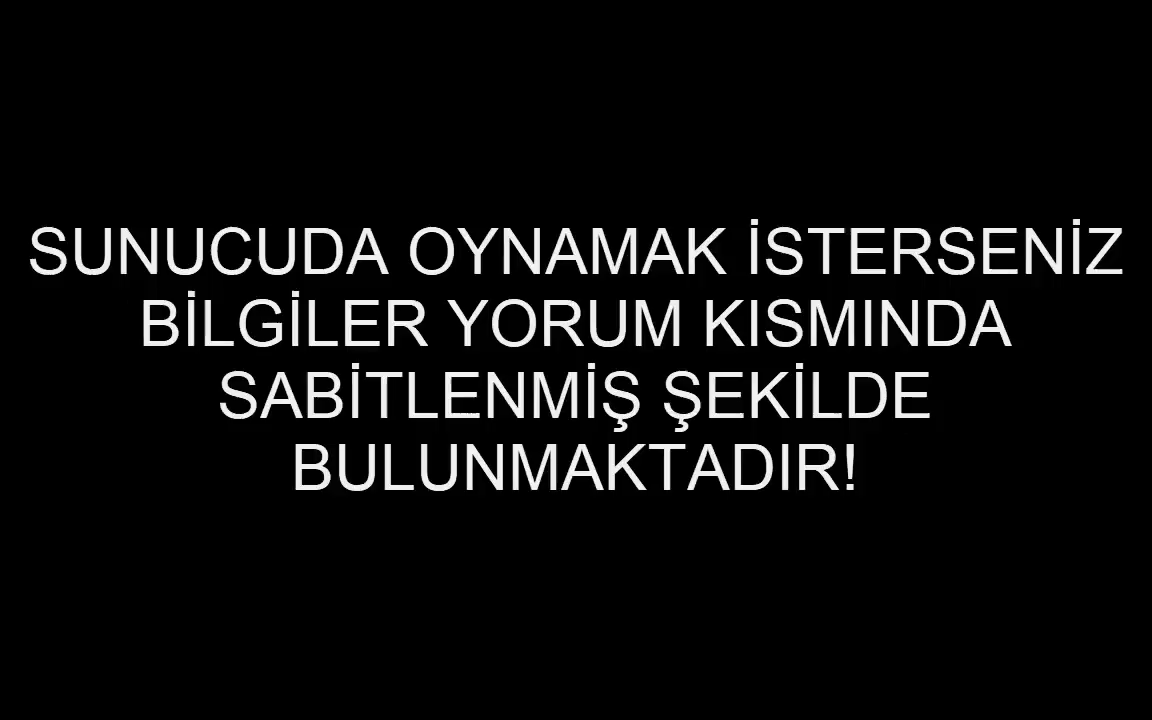 SUNUCUDA OYNAMAK İSTERSENİZ
BİLGİLER YORUM KISMINDA
SABİTLENMİŞ ŞEKİLDE
BULUNMAKTADIR!